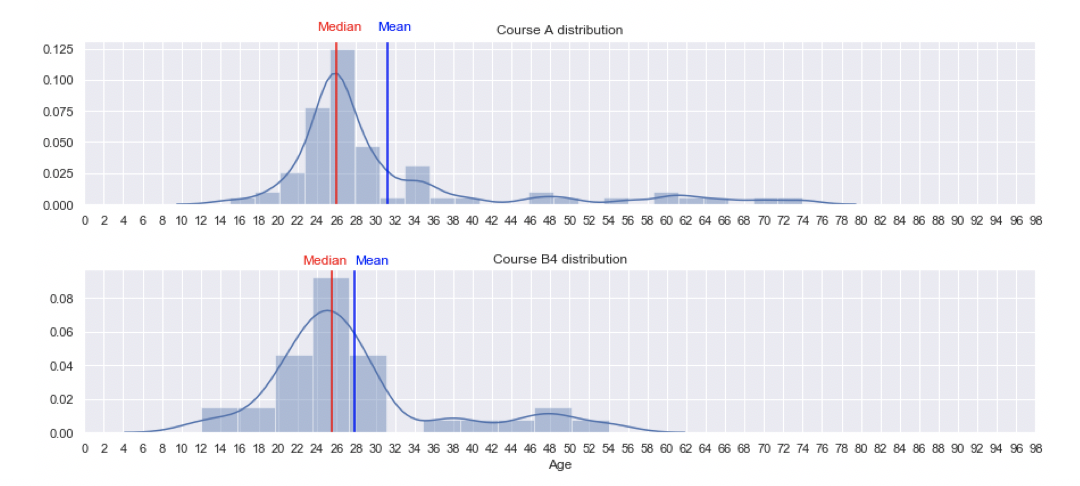 Median Mean
Course A distribution
0.125
0.100
0.075
0.050
0.025
0.000
0 2 4 6 8 10 12 14 16 18 20 22 24 26 28 30 32 34 36 38 40 42 44 46 48 50 52 54 56 58 60 62 64 66 68 70 72 74 76 78 80 82 84 86 88 90 92 94 96 98
Median Mean
Course B4 distribution
0.08
0.06
0.04
0.02
0.00
0 2 4 6 8 10 12 14 16 18 20 22 24 26 28 30 32 34 36 38 40 42 44 46 48 50 52 54 56 58 60 62 64 66 68 70 72 74 76 78 80 82 84 86 88 90 92 94 96 98
Age